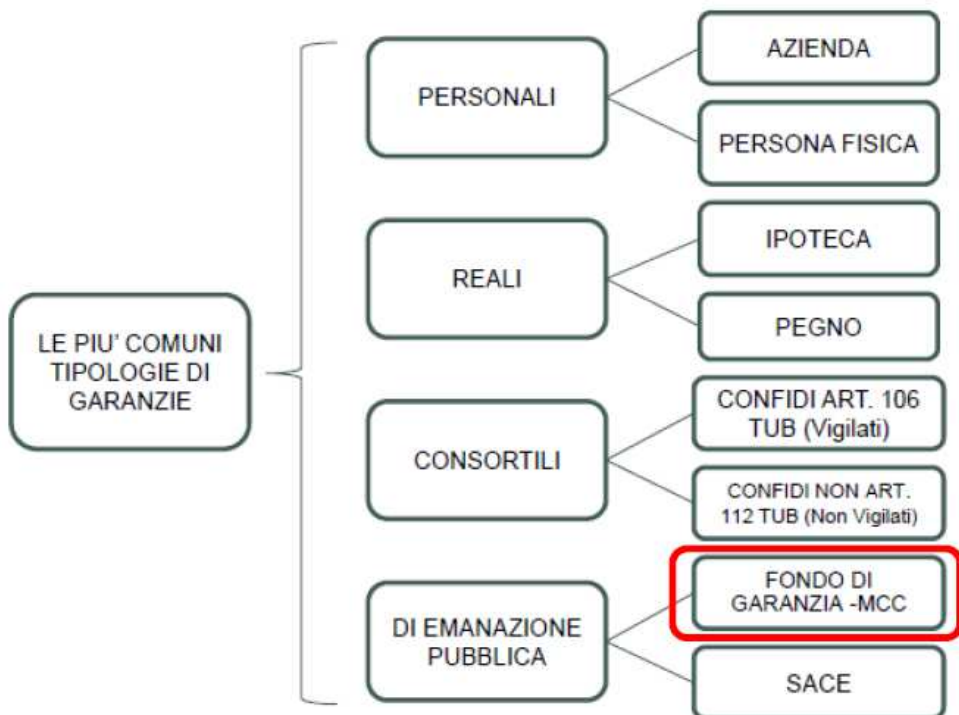 LE PIU' COMUNI
TIPOLOGIE DI
GARANZIE
PERSONALI
AZIENDA
PERSONA FISICA
REALI
IPOTECA
PEGNO
CONSORTILI
CONFIDI ART. 106
TUB (Vigilati)
CONFIDI NON ART.
112 TUB (Non Vigilati)
DI EMANAZIONE
PUBBLICA
FONDO DI
GARANZIA -MCC
SACE